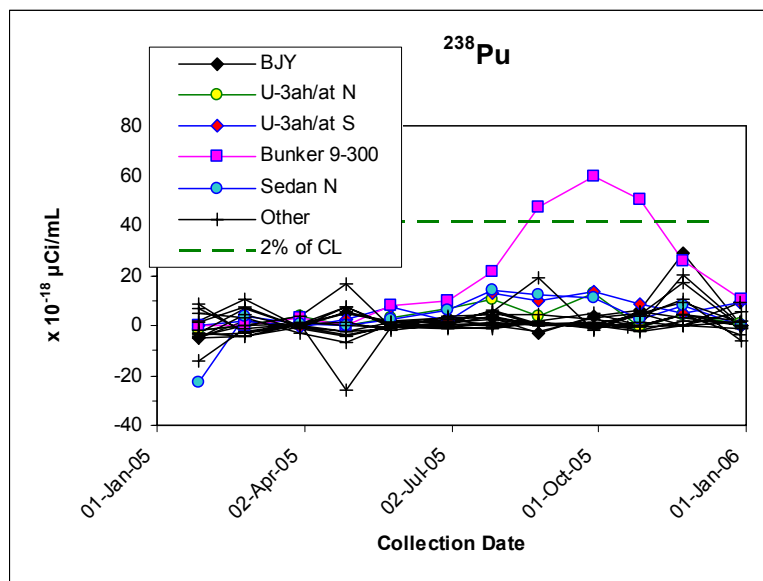 ²³⁸Pu
BJY
U-3ah/at N
U-3ah/at S
Bunker 9-300
Sedan N
Other
2% of CL
80
60
40
20
0
-20
-40
x 10⁻¹⁸ µCi/mL
01-Jan-05
02-Apr-05
02-Jul-05
01-Oct-05
01-Jan-06
Collection Date